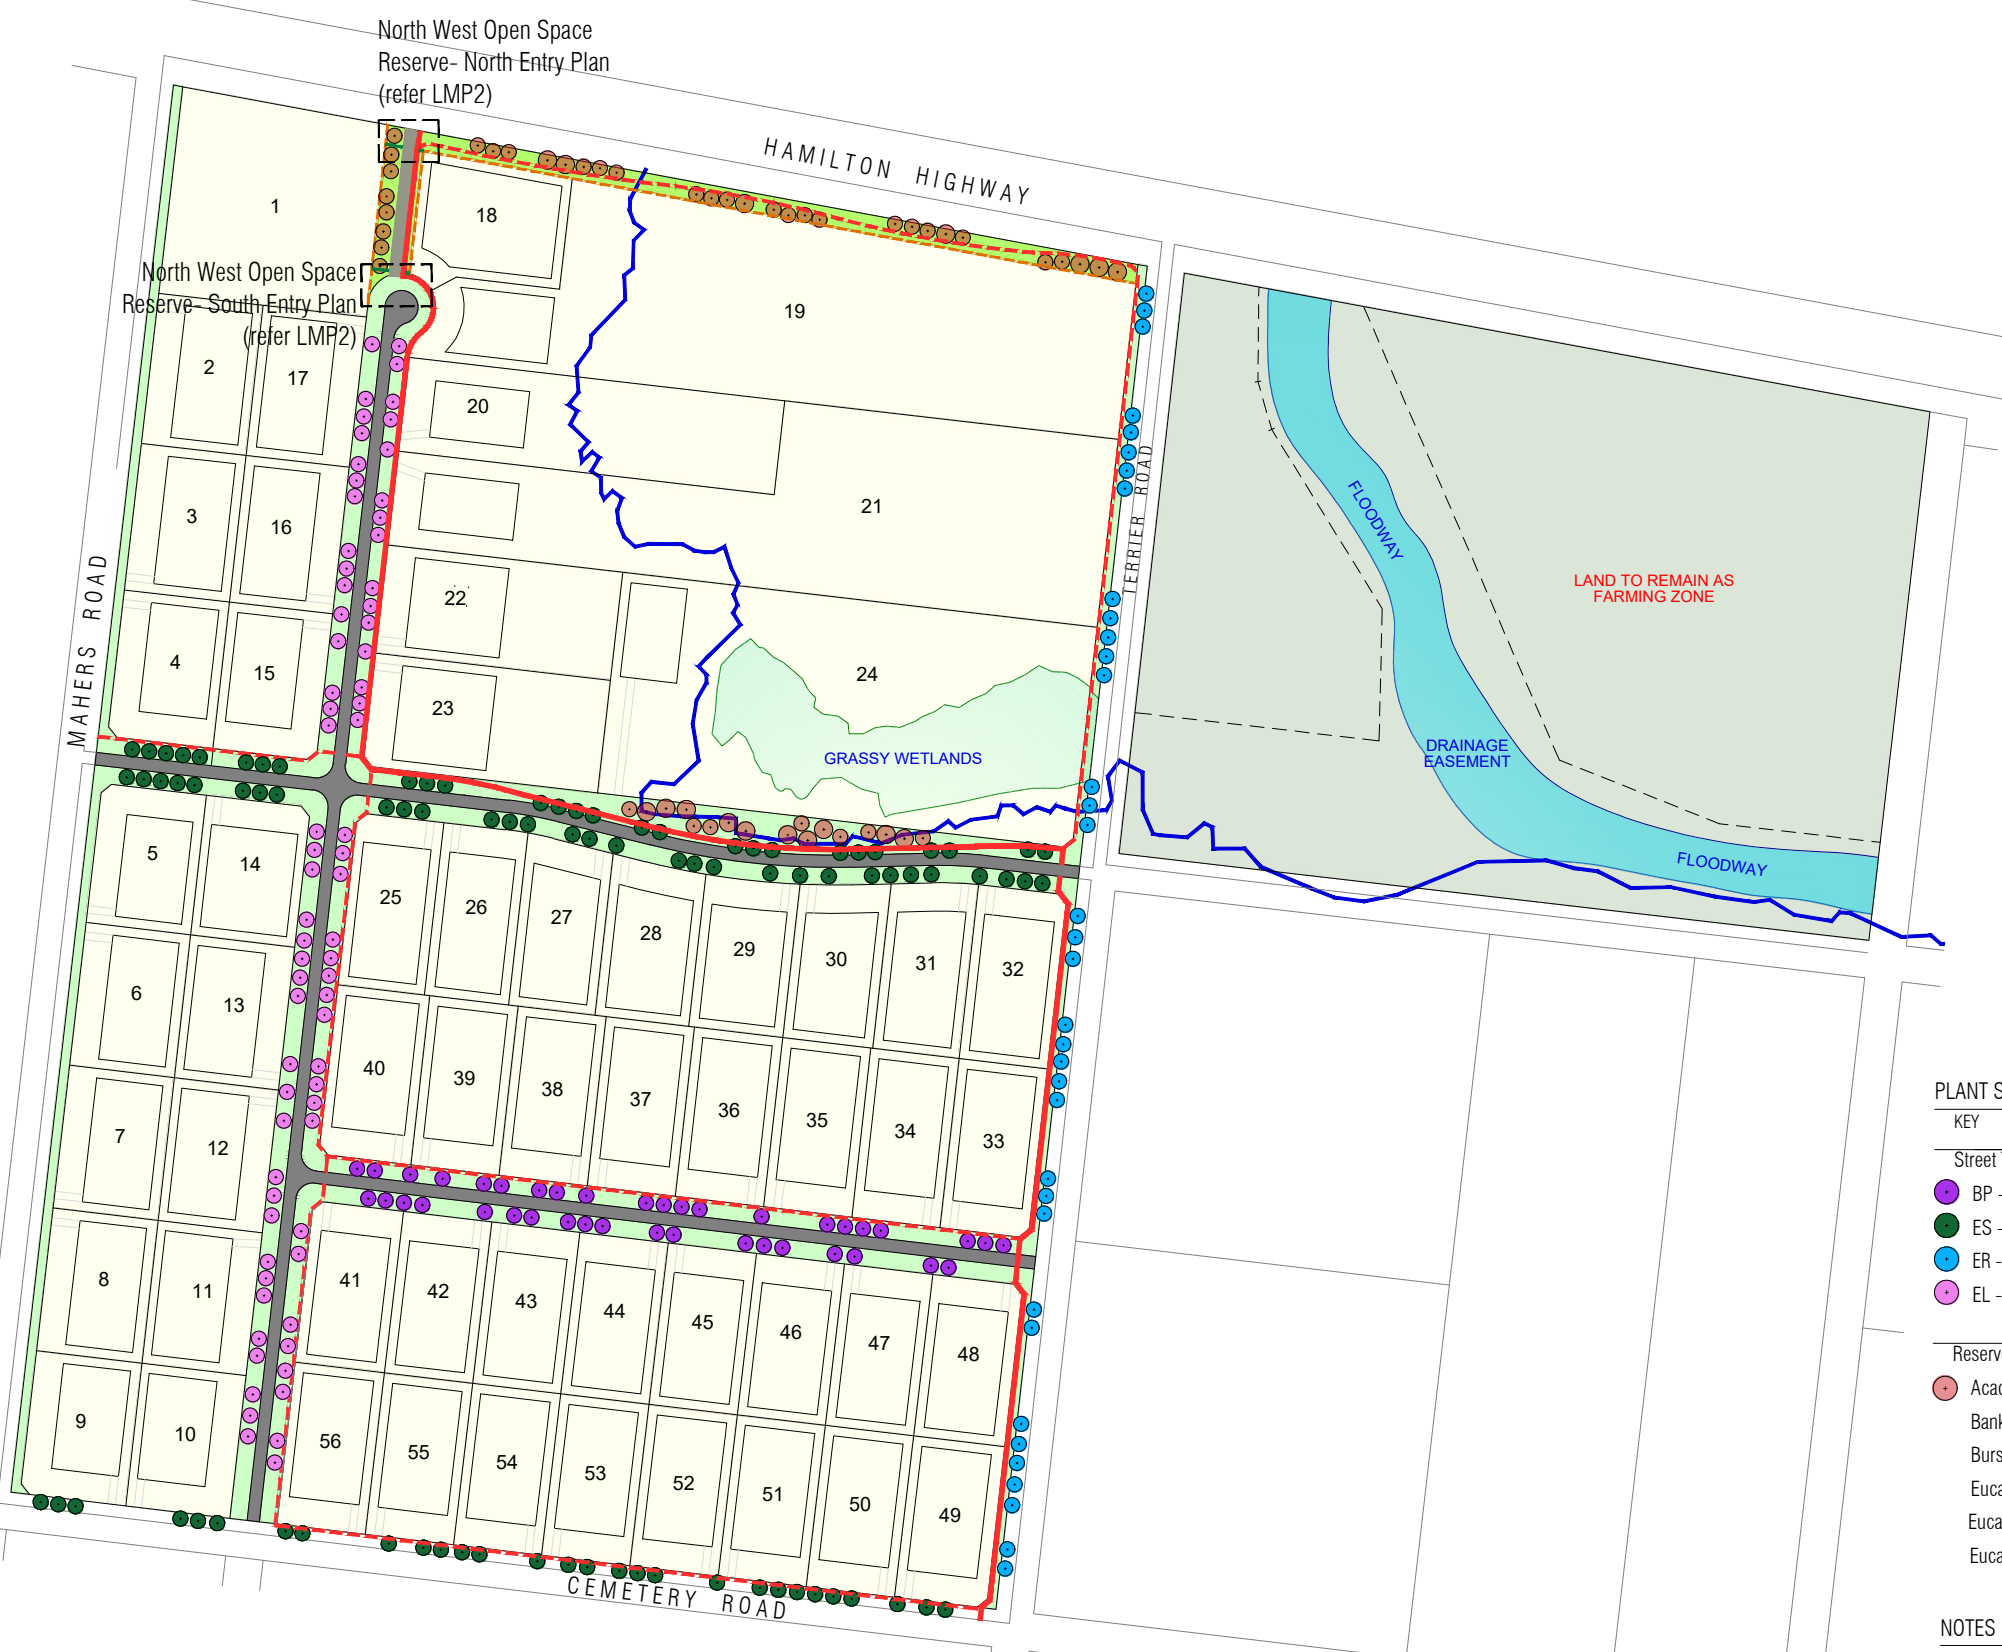 North West Open Space
Reserve- North Entry Plan
(refer LMP2)
HAMILTON HIGHWAY
North West Open Space
Reserve- South Entry Plan
(refer LMP2)
MAHERS ROAD
TERRIER ROAD
CEMETERY ROAD
1
2
3
4
5
6
7
8
9
10
11
12
13
14
15
16
17
18
19
20
21
22
23
24
GRASSY WETLANDS
25
26
27
28
29
30
31
32
33
34
35
36
37
38
39
40
41
42
43
44
45
46
47
48
49
50
51
52
53
54
55
56
FLOODWAY
LAND TO REMAIN AS
FARMING ZONE
DRAINAGE
EASEMENT
FLOODWAY
PLANT S
KEY
Street
BP -
ES -
ER -
EL -
Reserv
Acac
Bank
Burs
Euca
Euca
Euca
NOTES